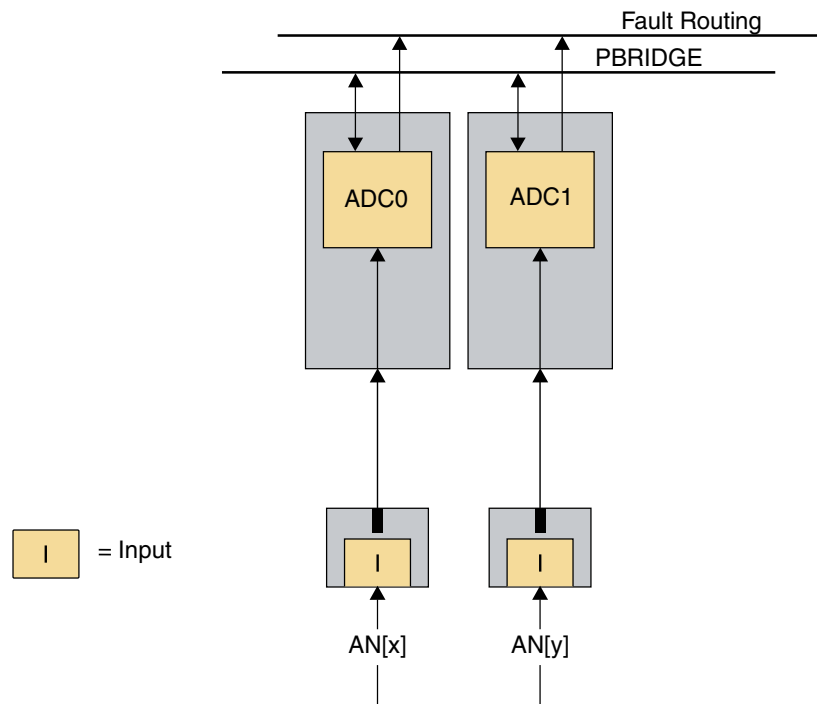 Fault Routing
PBRIDGE
ADC0
ADC1
I
= Input
I
I
AN[x]
AN[y]